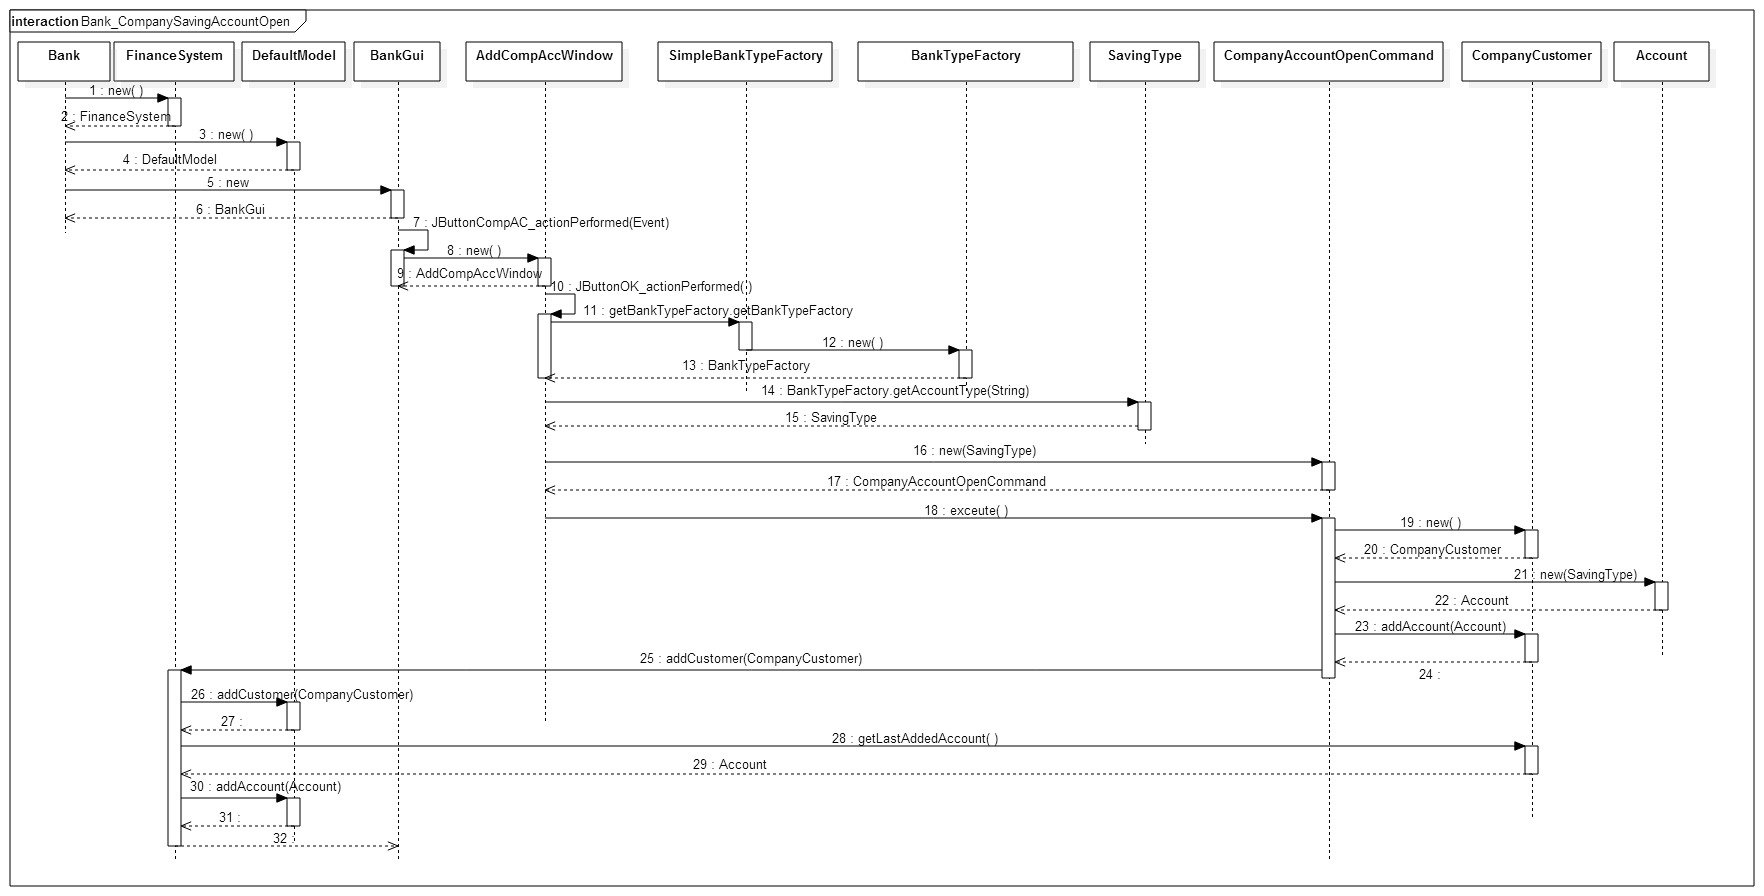 interaction Bank_CompanySavingAccountOpen
Bank FinanceSystem DefaultModel BankGui AddCompAccWindow SimpleBankTypeFactory BankTypeFactory SavingType CompanyAccountOpenCommand CompanyCustomer Account
1 : new( )
2 : FinanceSystem
3 : new( )
4 : DefaultModel
5 : new
6 : BankGui
7 : JButtonCompAC_actionPerformed(Event)
8 : new( )
9 : AddCompAccWindow
10 : JButtonOK_actionPerformed( )
11 : getBankTypeFactory.getBankTypeFactory
12 : new( )
13 : BankTypeFactory
14 : BankTypeFactory.getAccountType(String)
15 : SavingType
16 : new(SavingType)
17 : CompanyAccountOpenCommand
18 : exceute( )
19 : new( )
20 : CompanyCustomer
21 : new(SavingType)
22 : Account
23 : addAccount(Account)
25 : addCustomer(CompanyCustomer)
24 :
26 : addCustomer(CompanyCustomer)
27 :
28 : getLastAddedAccount( )
29 : Account
30 : addAccount(Account)
31 :
32 :